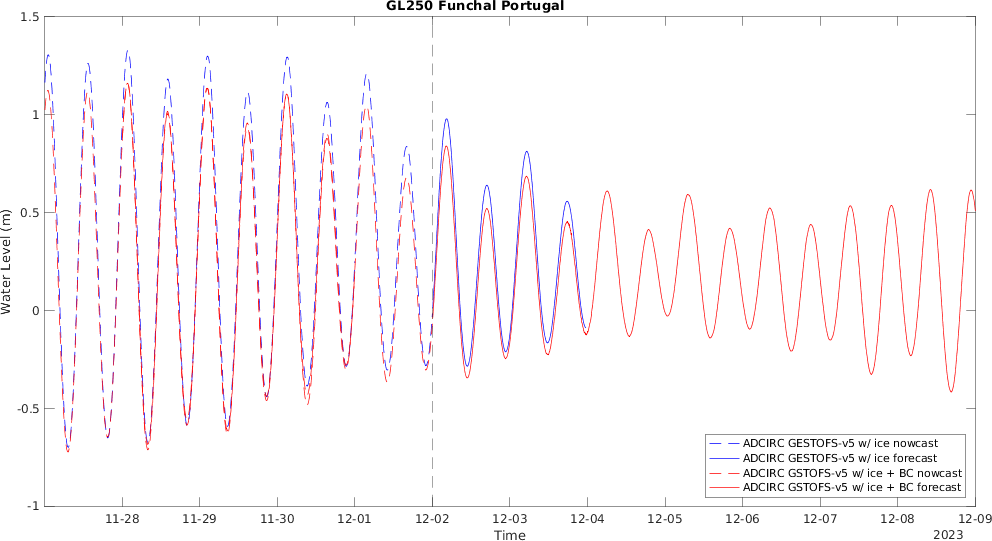 GL250 Funchal Portugal
1.5
1
0.5
0
-0.5
-1
Water Level (m)
11-28 11-29 11-30 12-01 12-02 12-03 12-04 12-05 12-06 12-07 12-08 12-09
Time
2023
ADCIRC GESTOFS-v5 w/ ice nowcast
ADCIRC GESTOFS-v5 w/ ice forecast
ADCIRC GSTOFS-v5 w/ ice + BC nowcast
ADCIRC GSTOFS-v5 w/ ice + BC forecast